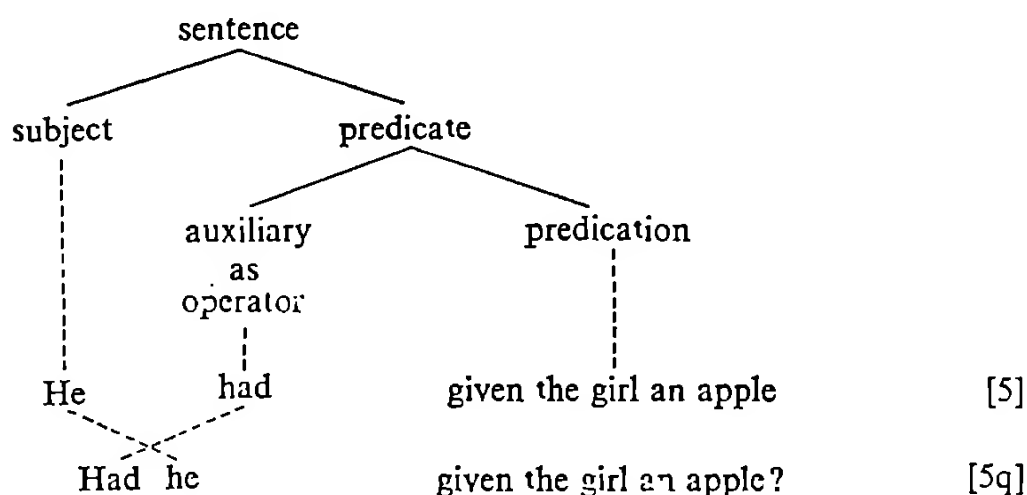 sentence
subject predicate
auxiliary predication
as
operator
He had given the girl an apple [5]
Had he given the girl an apple? [5q]